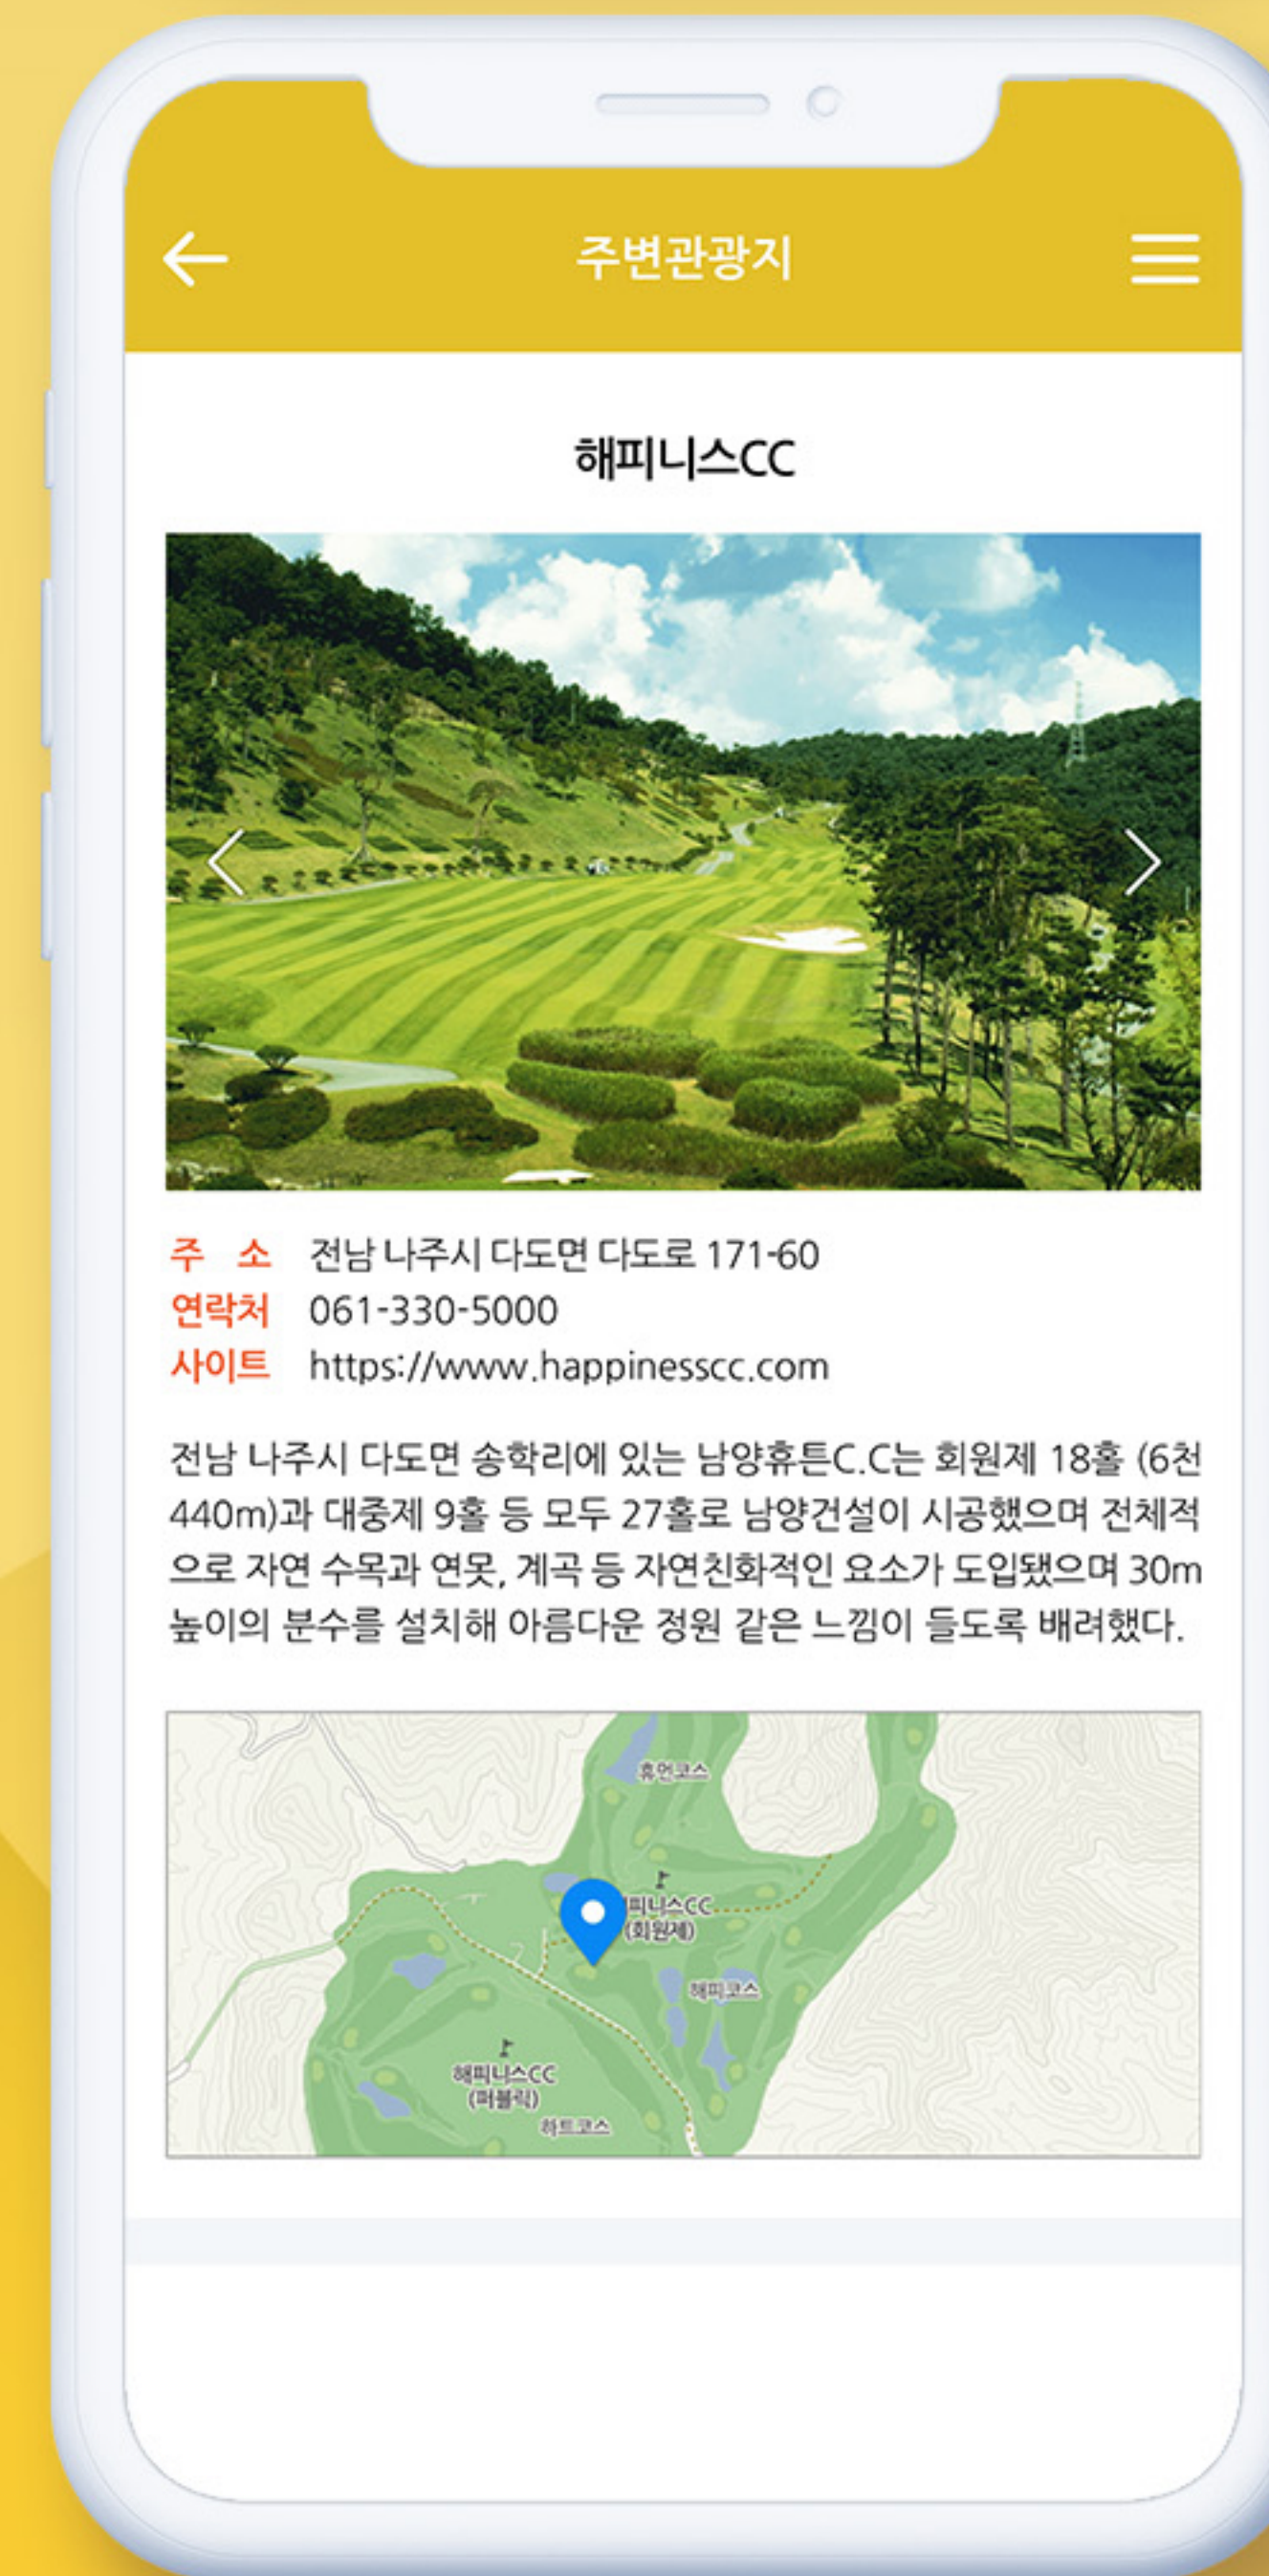 주변관광지
해피니스CC
주 소 전남 나주시 다도면 다도로 171-60
연락처 061-330-5000
사이트 https://www.happinesscc.com
전남 나주시 다도면 송학리에 있는 남양휴튼C.C는 회원제 18홀 (6천
440m)과 대중제 9홀 등 모두 27홀로 남양건설이 시공했으며 전체적
으로 자연 수목과 연못, 계곡 등 자연친화적인 요소가 도입됐으며 30m
높이의 분수를 설치해 아름다운 정원 같은 느낌이 들도록 배려했다.
휴먼코스
피니스CC
(회원제)
해피코스
해피니스CC
(퍼블릭)
하트코스